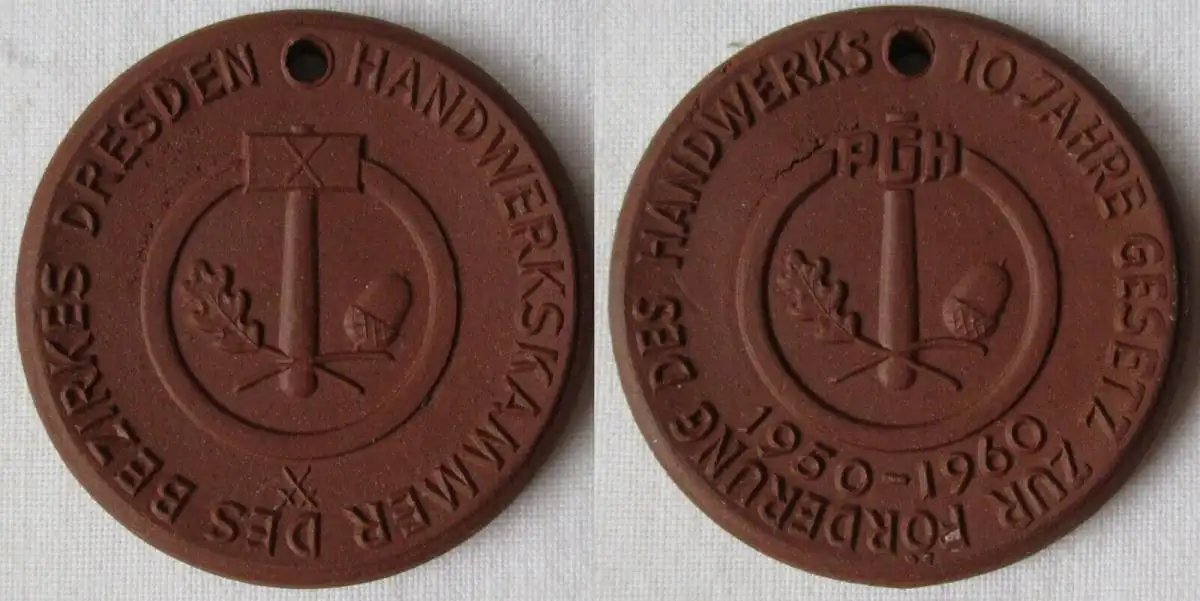 HANDWERKSKAMMER DES BEZIRKES DRESDEN
10 JAHRE GESETZ ZUR FÖRDERUNG DES HANDWERKS
PGH
1950-1960